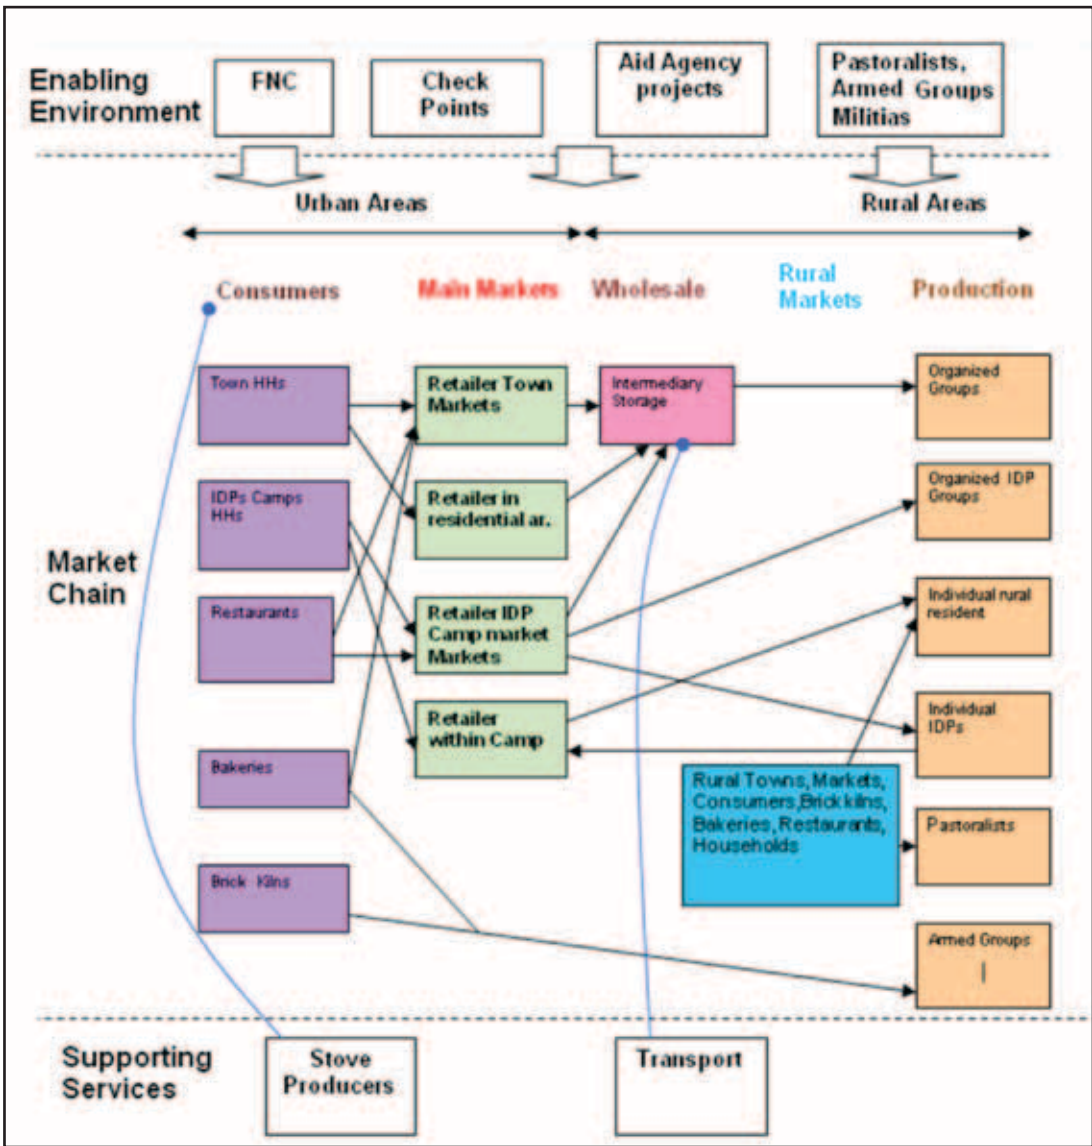 Enabling
Environment
FNC
Check
Points
Aid Agency
projects
Pastoralists,
Armed Groups
Militias
Urban Areas
Rural Areas
Consumers
Main Markets
Wholesale
Rural
Markets
Production
Market
Chain
Town HHs
IDPs Camps
HHs
Restaurants
Bakeries
Brick Kilns
Retailer Town
Markets
Retailer in
residential ar.
Retailer IDP
Camp market
Markets
Retailer
within Camp
Intermediary
Storage
Rural Towns, Markets,
Consumers,Brick kilns,
Bakeries, Restaurants,
Households
Organized
Groups
Organized IDP
Groups
Individual rural
resident
Individual
IDPs
Pastoralists
Armed Groups
Supporting
Services
Stove
Producers
Transport